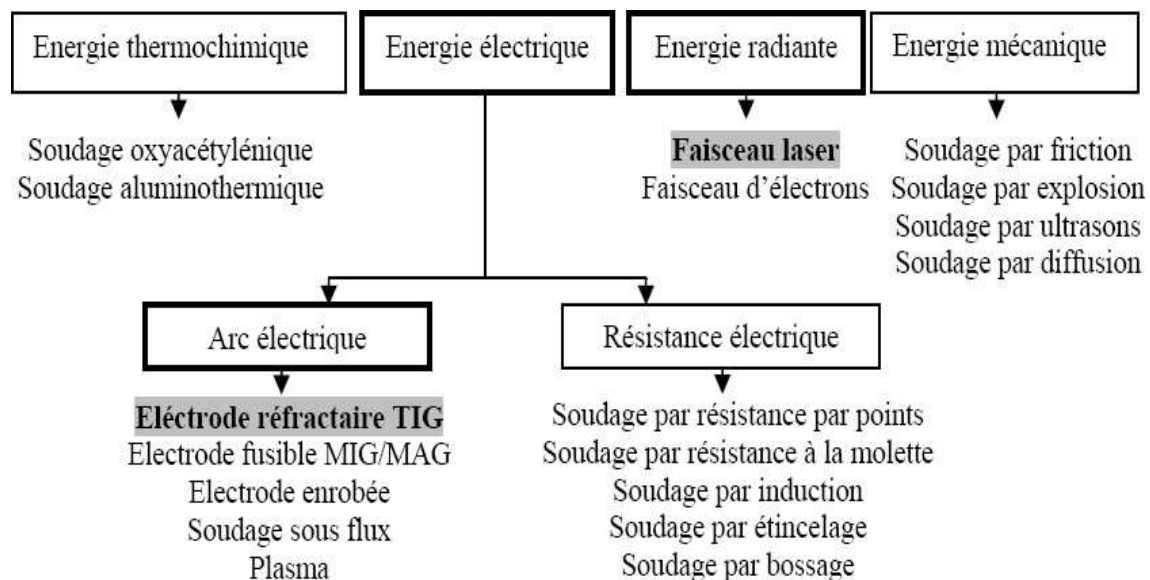 Energie thermochimique
Energie électrique
Energie radiante
Energie mécanique
Soudage oxyacétylénique
Soudage aluminothermique
Faisceau laser
Faisceau d’électrons
Soudage par friction
Soudage par explosion
Soudage par ultrasons
Soudage par diffusion
Arc électrique
Résistance électrique
Eléctrode réfractaire TIG
Electrode fusible MIG/MAG
Electrode enrobée
Soudage sous flux
Plasma
Soudage par résistance par points
Soudage par résistance à la molette
Soudage par induction
Soudage par étincelage
Soudage par bossage